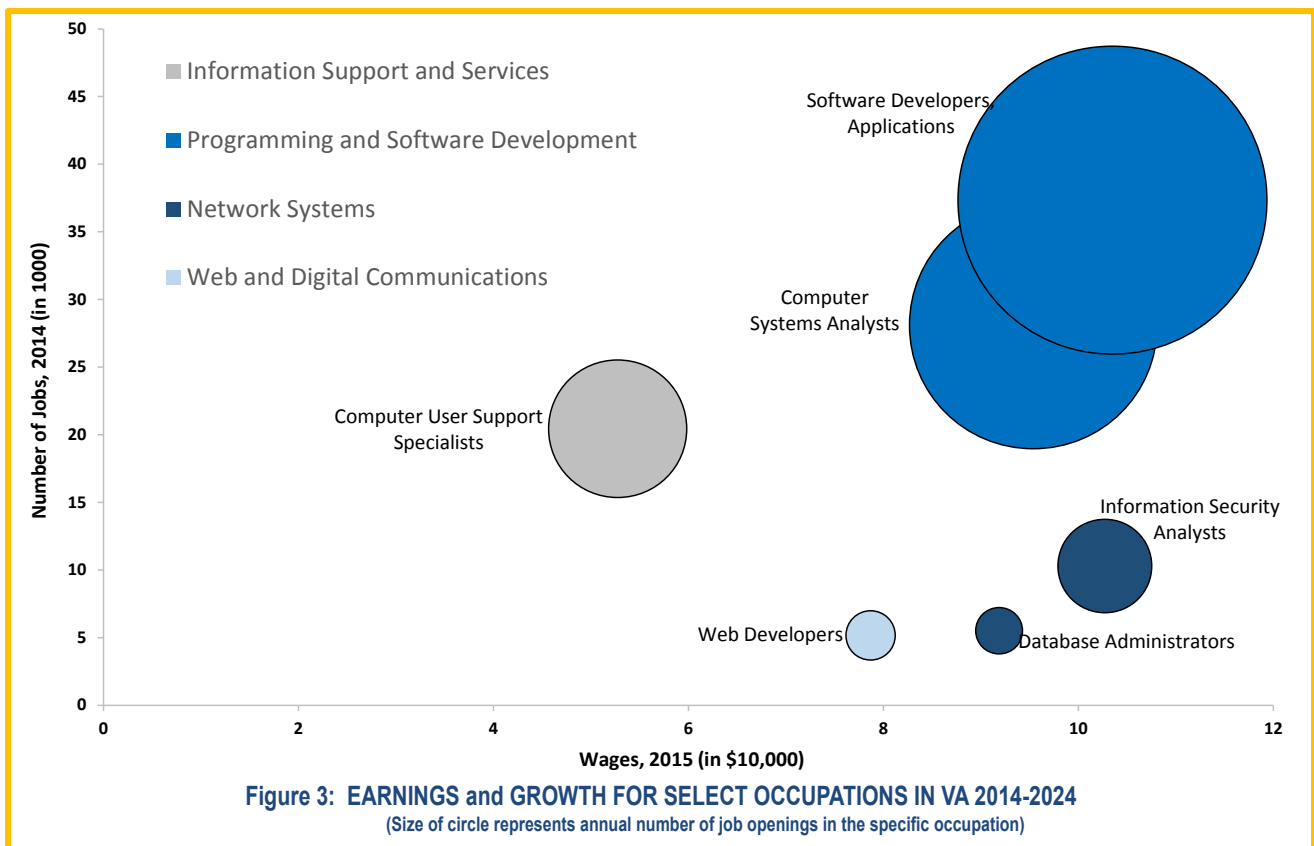 50
45
40
35
30
25
20
15
10
5
0
Number of Jobs, 2014 (in 1000)
Information Support and Services
Programming and Software Development
Network Systems
Web and Digital Communications
Software Developers,
Applications
Computer
Systems Analysts
Computer User Support
Specialists
Information Security
Analysts
Web Developers
Database Administrators
0 2 4 6 8 10 12
Wages, 2015 (in $10,000)
Figure 3: EARNINGS and GROWTH FOR SELECT OCCUPATIONS IN VA 2014-2024
(Size of circle represents annual number of job openings in the specific occupation)